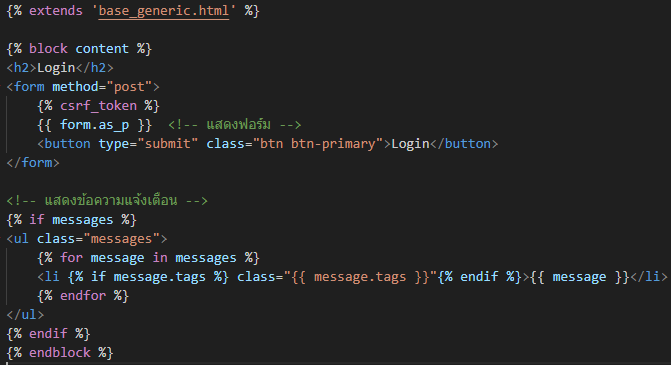 {% extends 'base_generic.html' %}
{% block content %}
<h2>Login</h2>
<form method="post">
{% csrf_token %}
{{ form.as_p }}  <!-- แสดงฟอร์ม -->
<button type="submit" class="btn btn-primary">Login</button>
</form>
<!-- แสดงข้อความแจ้งเตือน -->
{% if messages %}
<ul class="messages">
{% for message in messages %}
<li {% if message.tags %} class="{{ message.tags }}"{% endif %}>{{ message }}</li>
{% endfor %}
</ul>
{% endif %}
{% endblock %}